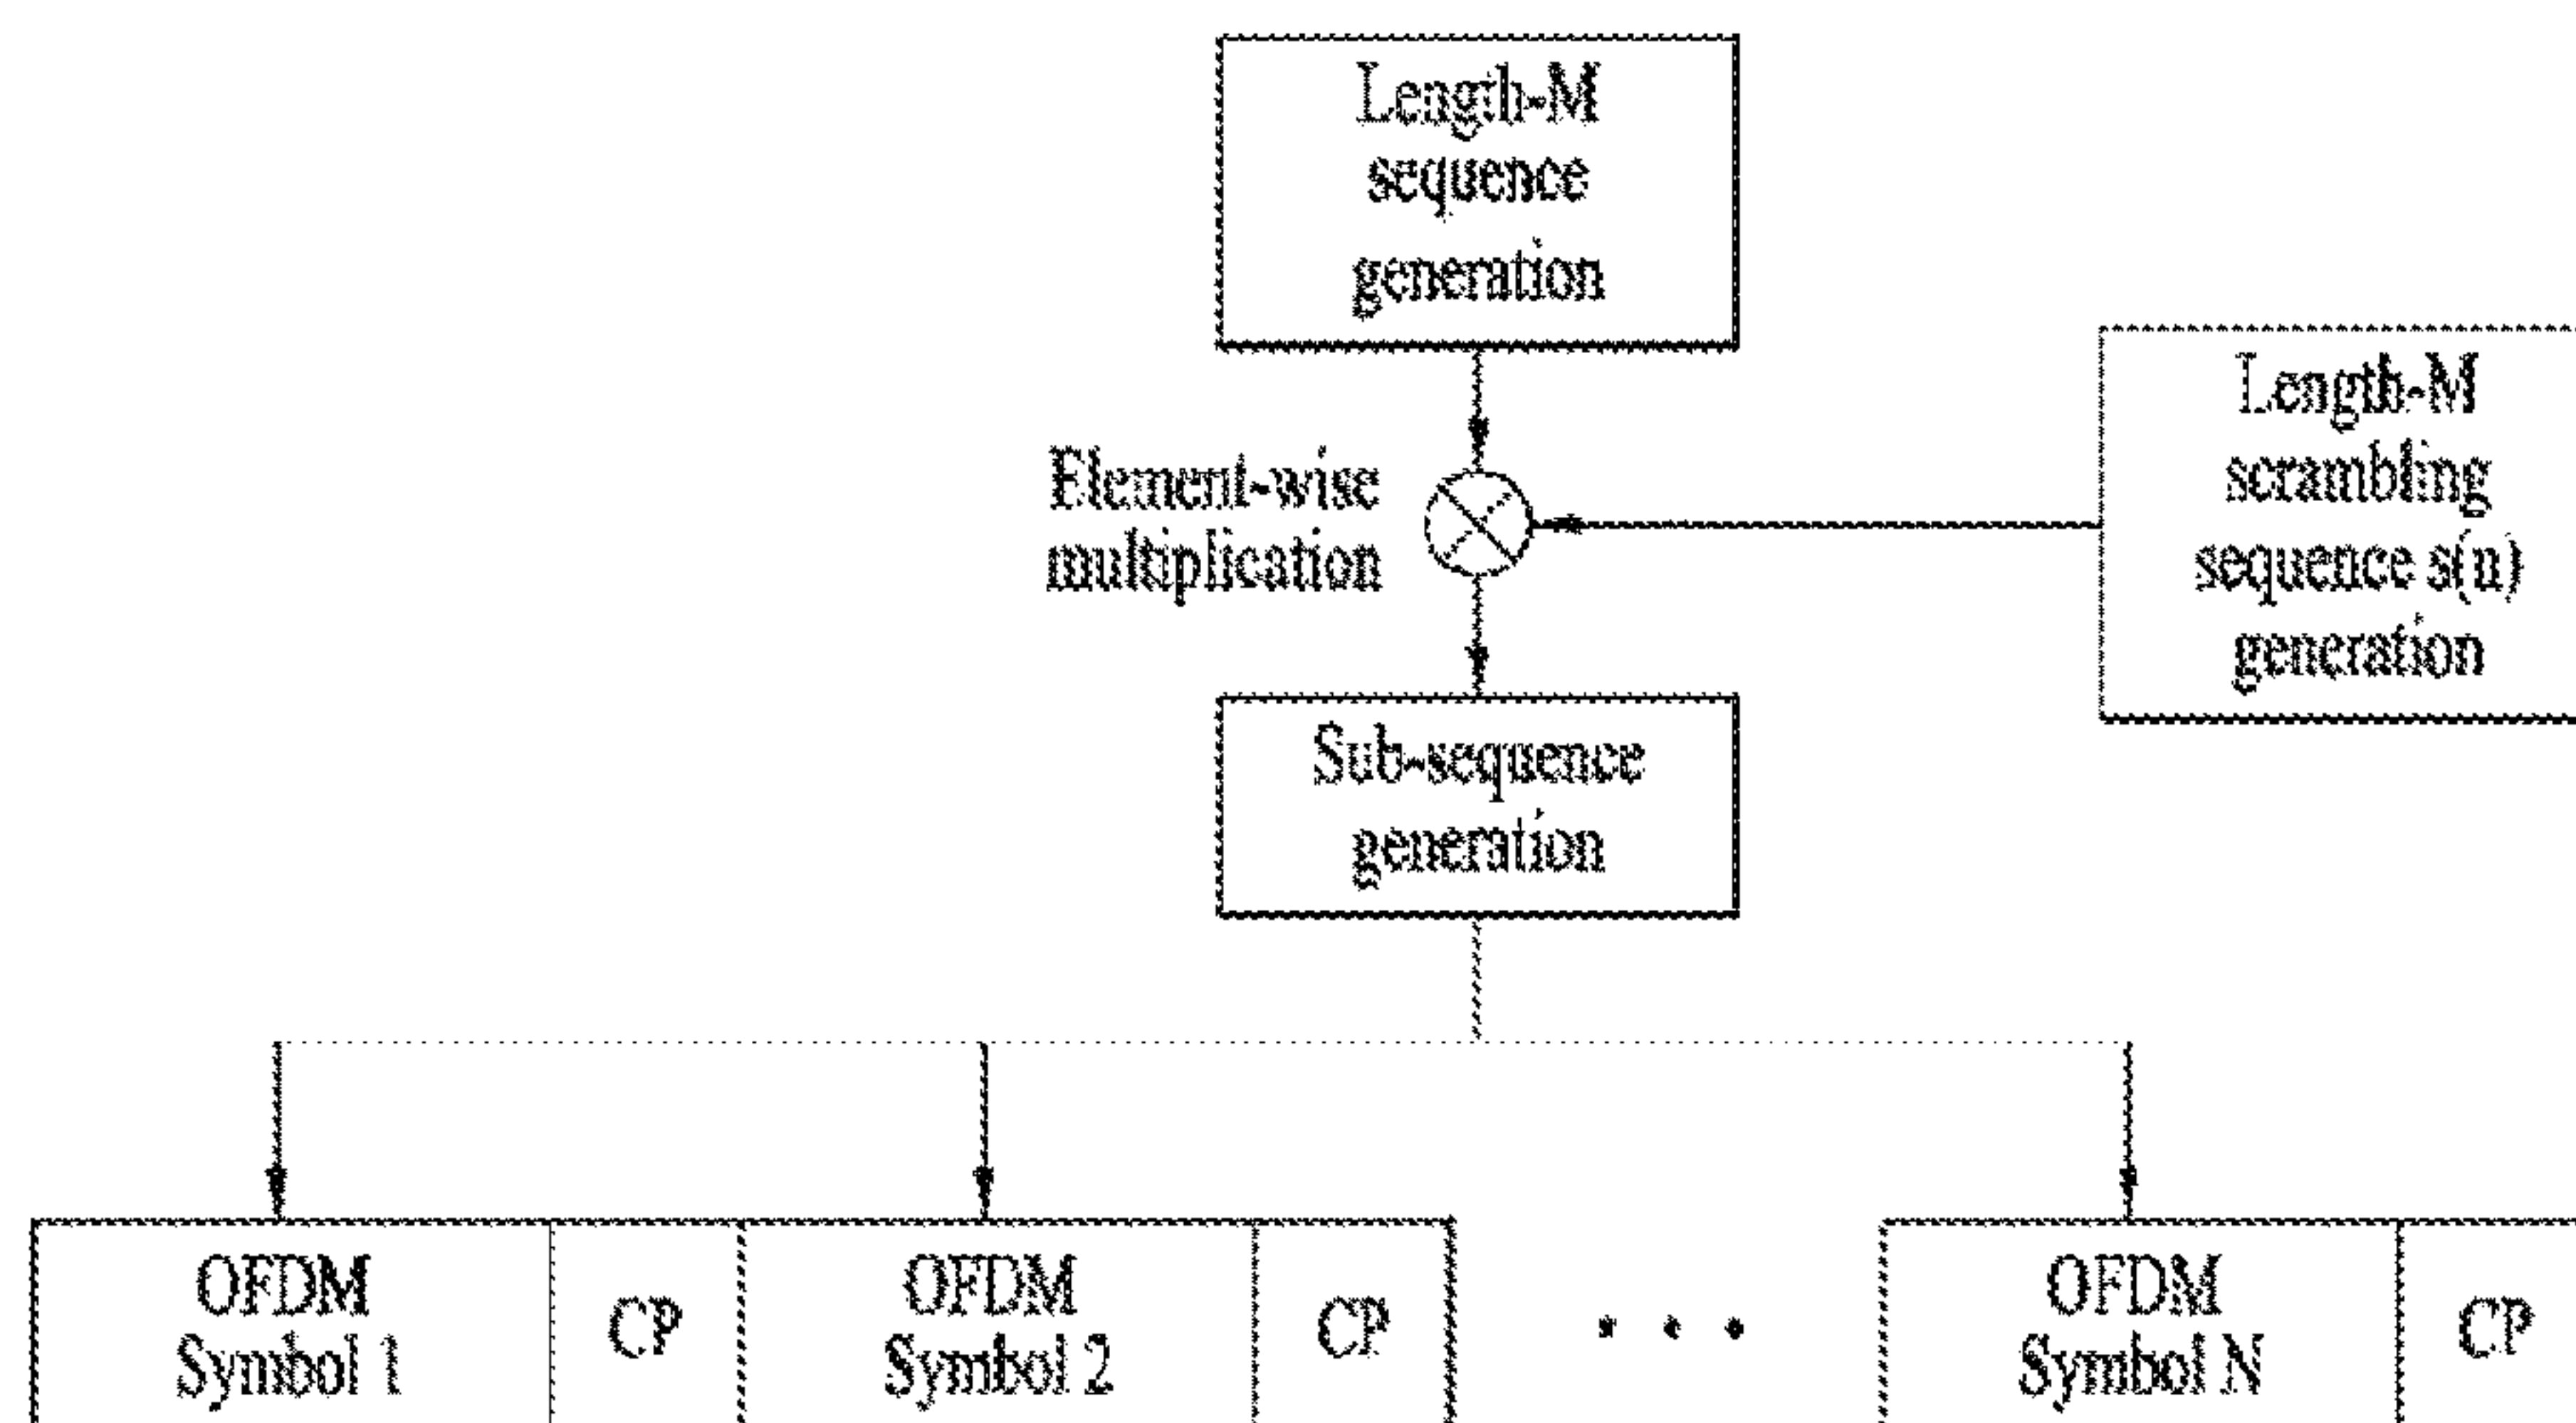 Length-M
sequence
generation
Length-M
scrambling
sequence s(n)
generation
Element-wise
multiplication
Sub-sequence
generation
OFDM
Symbol 1
CP
OFDM
Symbol 2
CP
• • •
OFDM
Symbol N
CP